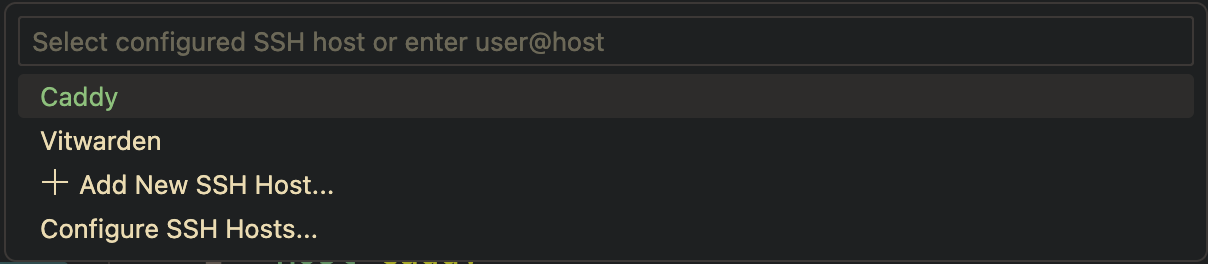 Select configured SSH host or enter user@host
Caddy
Vitwarden
+ Add New SSH Host...
Configure SSH Hosts...